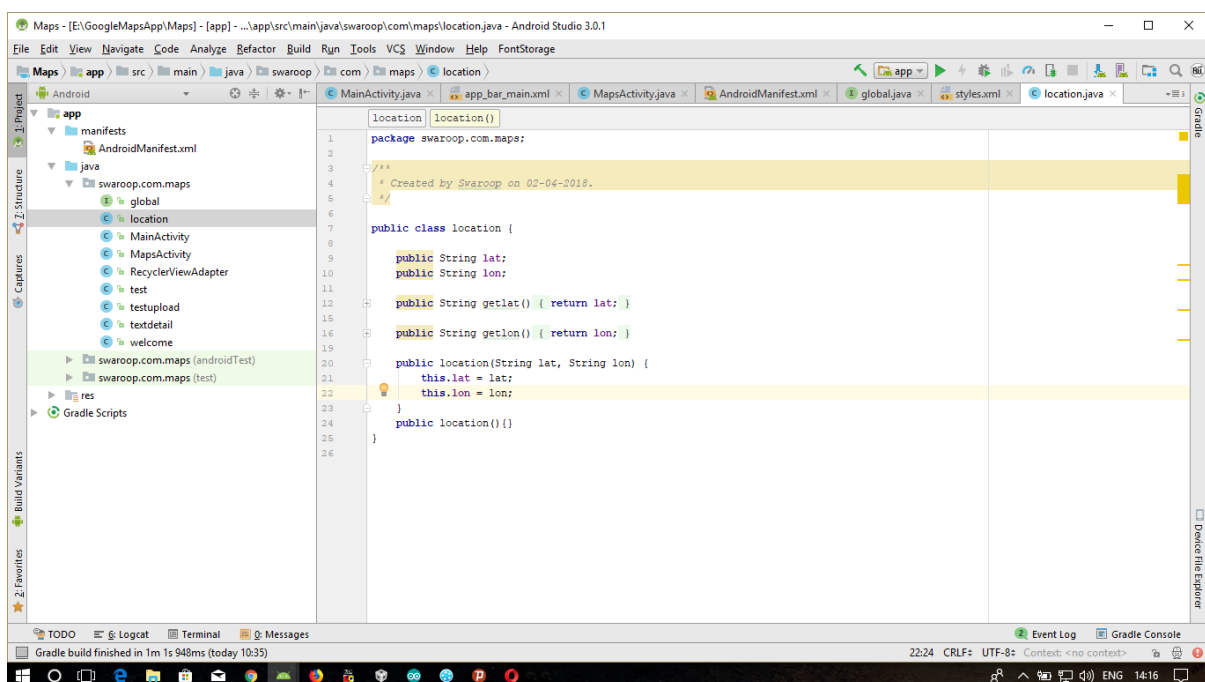 Maps - [E:\GoogleMapsApp\Maps] - [app] - ...\app\src\main\java\swaroop\com\maps\location.java - Android Studio 3.0.1
File Edit View Navigate Code Analyze Refactor Build Run Tools VCS Window Help FontStorage
Maps app src main java swaroop com maps location app
1: Project
Android
MainActivity.java app_bar_main.xml MapsActivity.java AndroidManifest.xml global.java styles.xml location.java
Gradle
app
manifests
AndroidManifest.xml
java
swaroop.com.maps
global
location
MainActivity
MapsActivity
RecyclerViewAdapter
test
testupload
textdetail
welcome
swaroop.com.maps (androidTest)
swaroop.com.maps (test)
res
Gradle Scripts
Z: Structure
Captures
Build Variants
2: Favorites
location location()
1 package swaroop.com.maps;
2
3 /**
4 * Created by Swaroop on 02-04-2018.
5 */
6
7 public class location {
8
9 public String lat;
10 public String lon;
11
12 public String getlat() { return lat; }
15
16 public String getlon() { return lon; }
19
20 public location(String lat, String lon) {
21 this.lat = lat;
22 this.lon = lon;
23 }
24 public location(){}
25 }
26
Device File Explorer
TODO 6: Logcat Terminal 0: Messages 2 Event Log Gradle Console
Gradle build finished in 1m 1s 948ms (today 10:35) 22:24 CRLF UTF-8 Context: <no context>
ENG 14:16